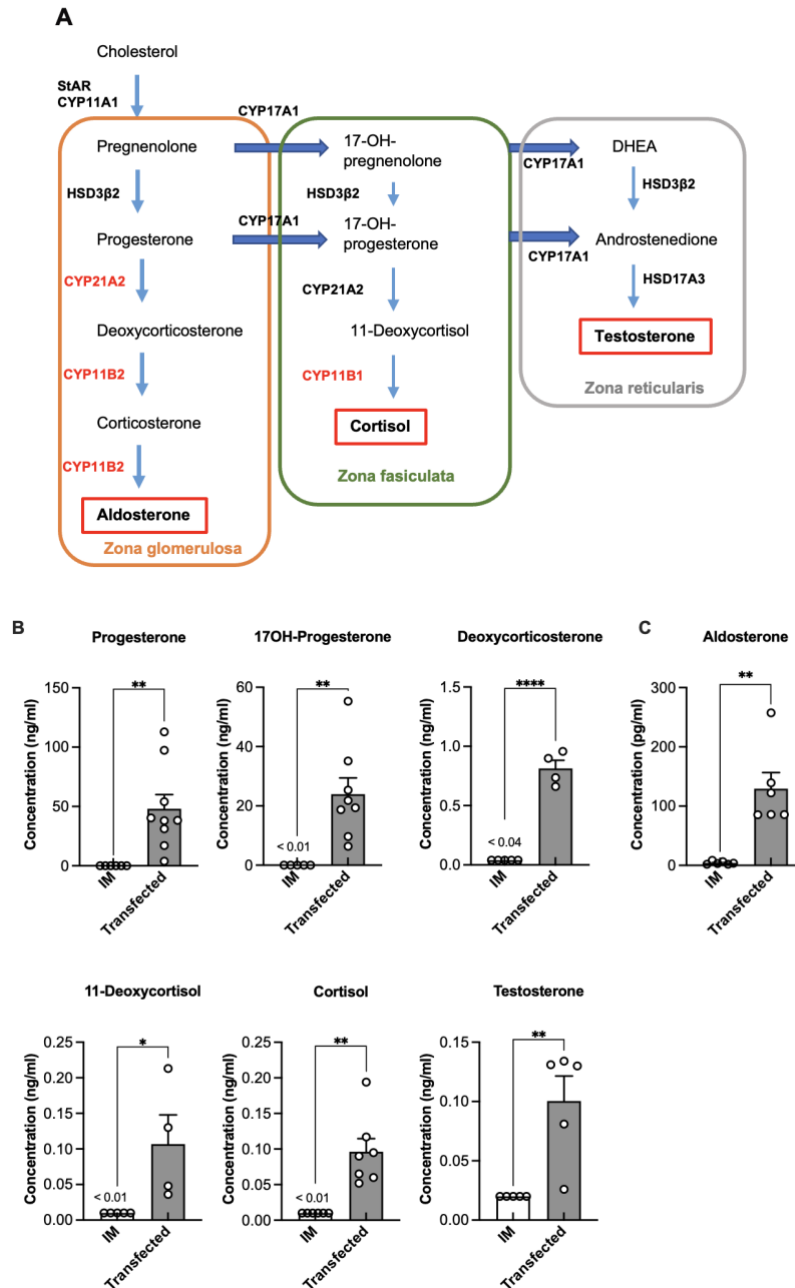 A
Cholesterol
StAR
CYP11A1
CYP17A1
Pregnenolone
17-OH-
pregnenolone
DHEA
CYP17A1
HSD3β2
HSD3β2
HSD3β2
CYP17A1
Progesterone
17-OH-
progesterone
Androstenedione
CYP17A1
CYP21A2
CYP21A2
HSD17A3
Deoxycorticosterone
11-Deoxycortisol
Testosterone
CYP11B2
CYP11B1
Zona reticularis
Corticosterone
Cortisol
CYP11B2
Zona fasiculata
Aldosterone
Zona glomerulosa
B
Progesterone
Concentration (ng/ml)
150
100
50
0
**
IM
Transfected
17OH-Progesterone
Concentration (ng/ml)
60
40
20
0
**
< 0.01
IM
Transfected
Deoxycorticosterone
Concentration (ng/ml)
1.5
1.0
0.5
0.0
****
< 0.04
IM
Transfected
C
Aldosterone
Concentration (pg/ml)
300
200
100
0
**
IM
Transfected
11-Deoxycortisol
Concentration (ng/ml)
0.25
0.20
0.15
0.10
0.05
0.00
*
< 0.01
IM
Transfected
Cortisol
Concentration (ng/ml)
0.25
0.20
0.15
0.10
0.05
0.00
**
< 0.01
IM
Transfected
Testosterone
Concentration (ng/ml)
0.15
0.10
0.05
0.00
**
IM
Transfected